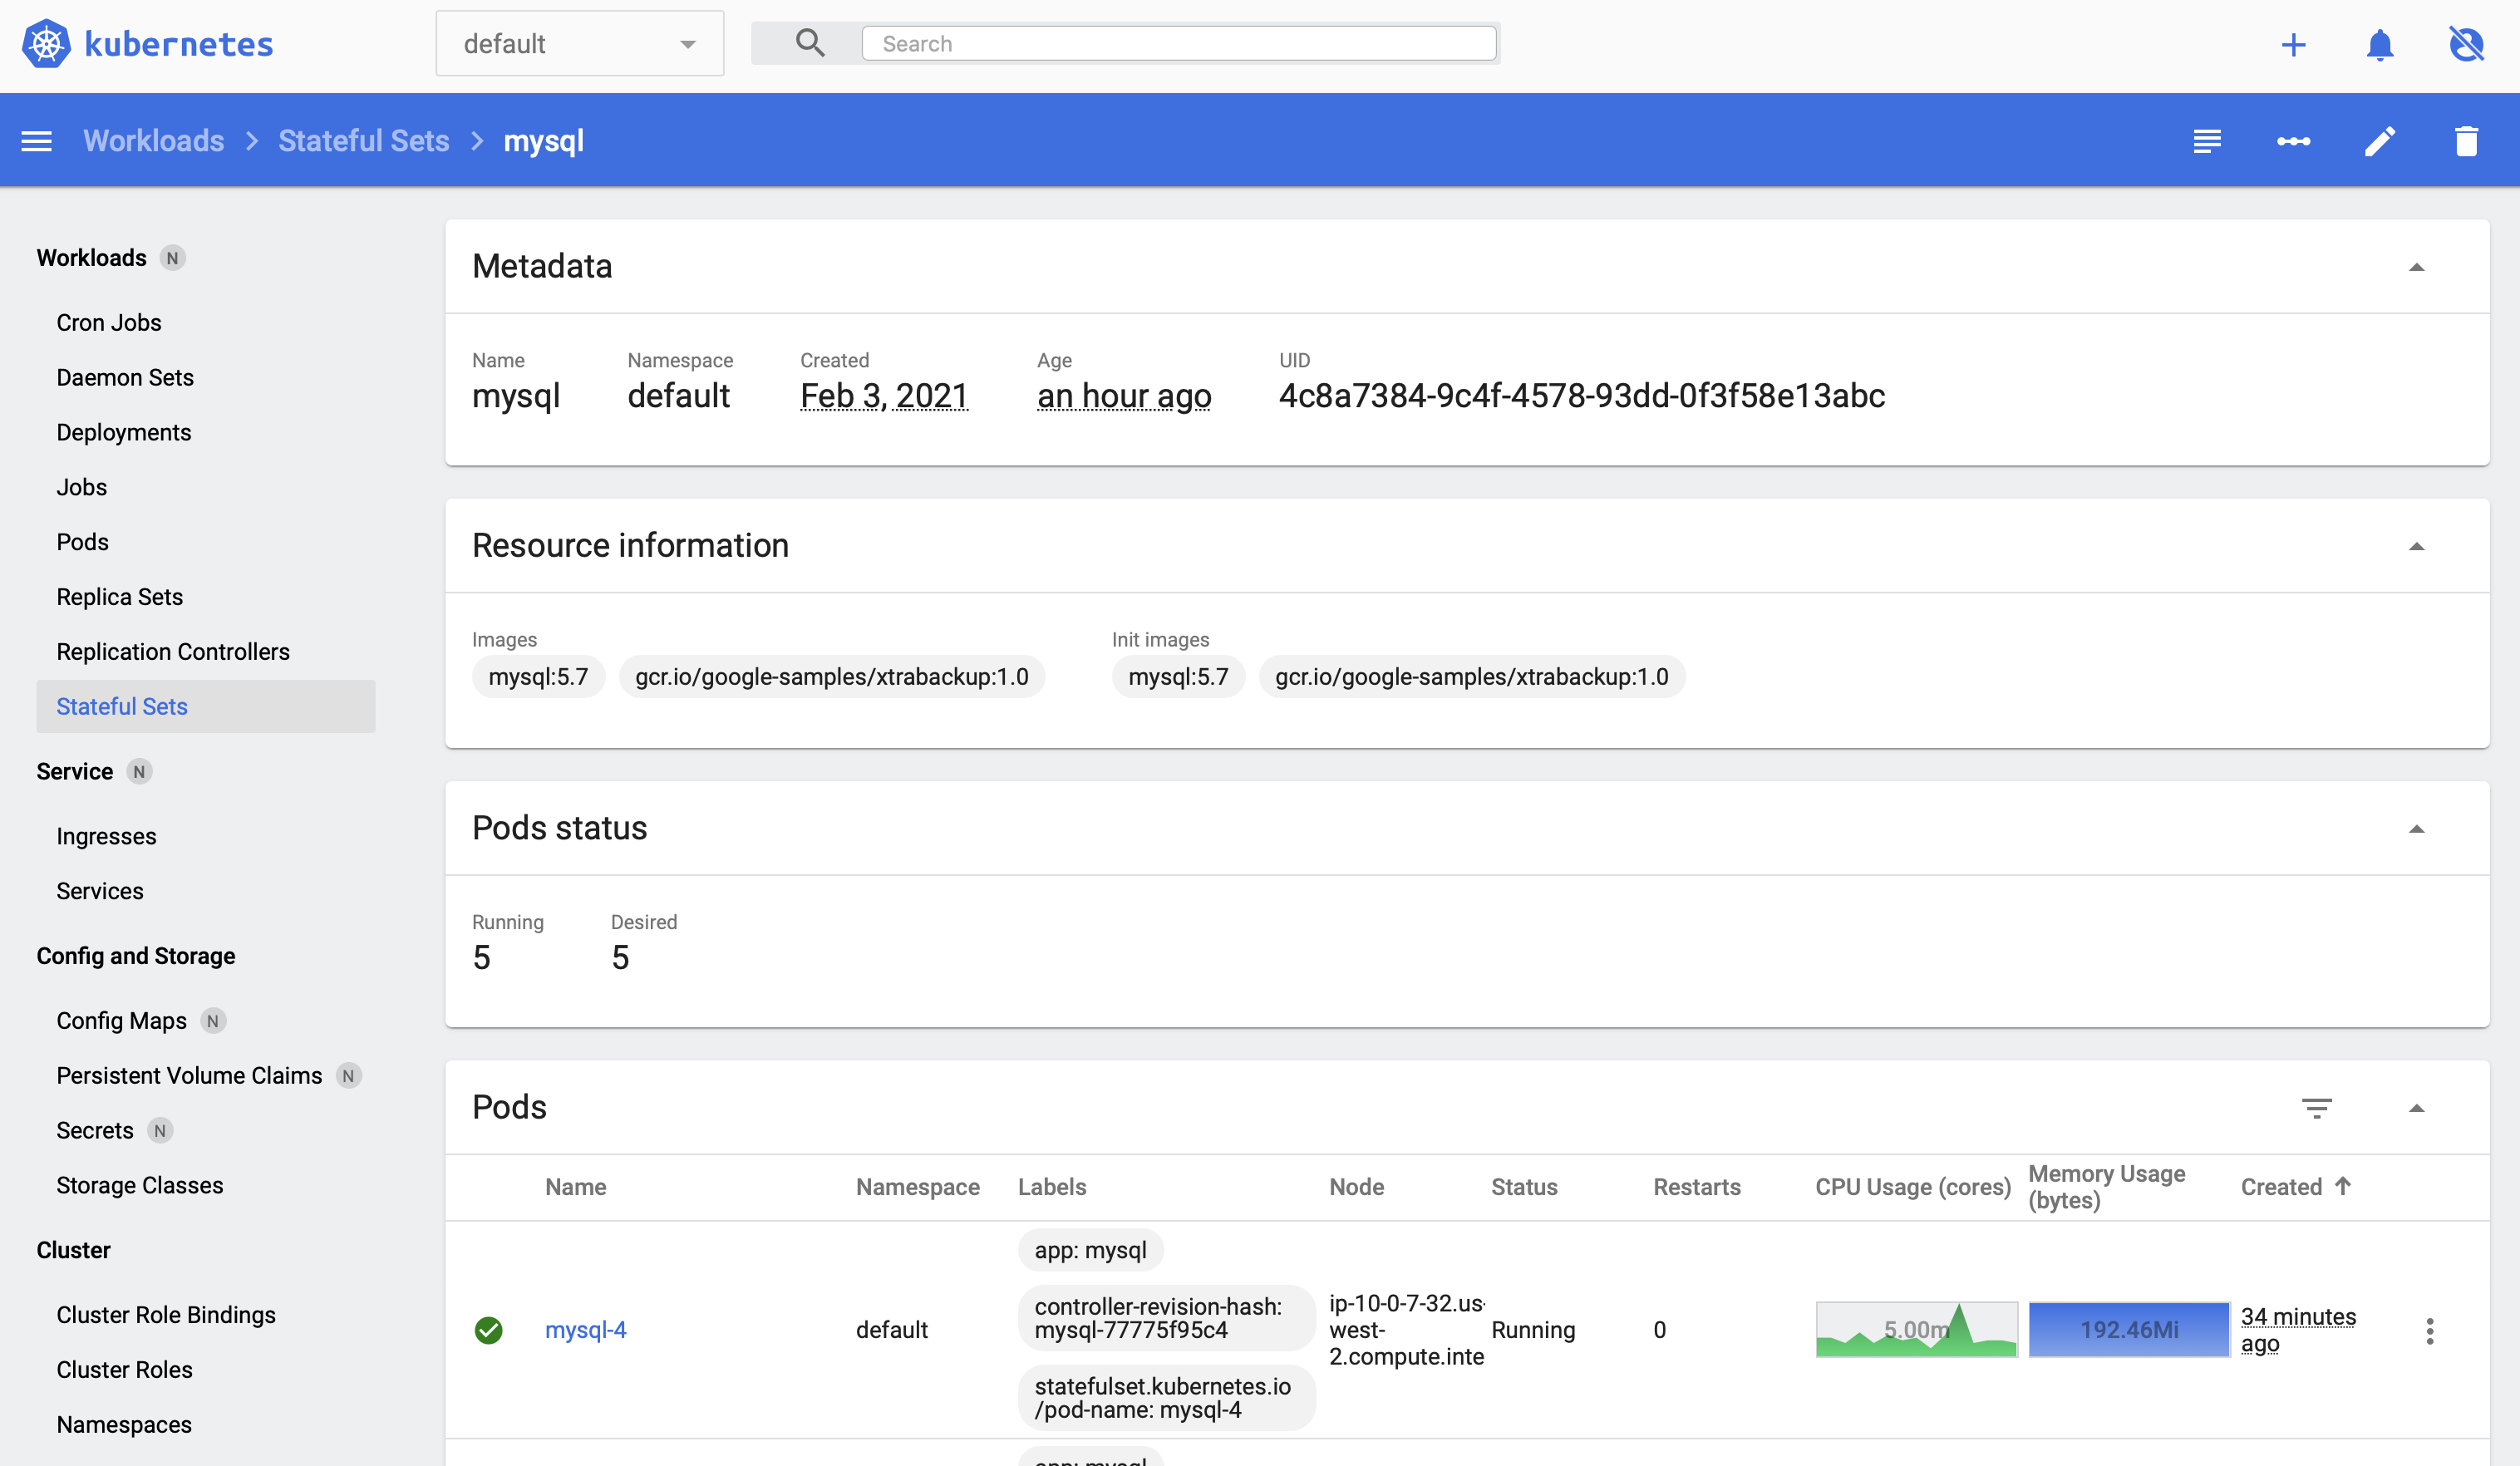 kubernetes
default
Search
Workloads > Stateful Sets > mysql
Workloads N
Cron Jobs
Daemon Sets
Deployments
Jobs
Pods
Replica Sets
Replication Controllers
Stateful Sets
Service N
Ingresses
Services
Config and Storage
Config Maps N
Persistent Volume Claims N
Secrets N
Storage Classes
Cluster
Cluster Role Bindings
Cluster Roles
Namespaces
Metadata
Name
mysql
Namespace
default
Created
Feb 3, 2021
Age
an hour ago
UID
4c8a7384-9c4f-4578-93dd-0f3f58e13abc
Resource information
Images
mysql:5.7
gcr.io/google-samples/xtrabackup:1.0
Init images
mysql:5.7
gcr.io/google-samples/xtrabackup:1.0
Pods status
Running
5
Desired
5
Pods
Name
Namespace
Labels
Node
Status
Restarts
CPU Usage (cores)
Memory Usage
(bytes)
Created
mysql-4
default
app: mysql
controller-revision-hash:
mysql-77775f95c4
statefulset.kubernetes.io
/pod-name: mysql-4
ip-10-0-7-32.us-
west-
2.compute.inte
Running
0
5.00m
192.46Mi
34 minutes
ago
app: mysql